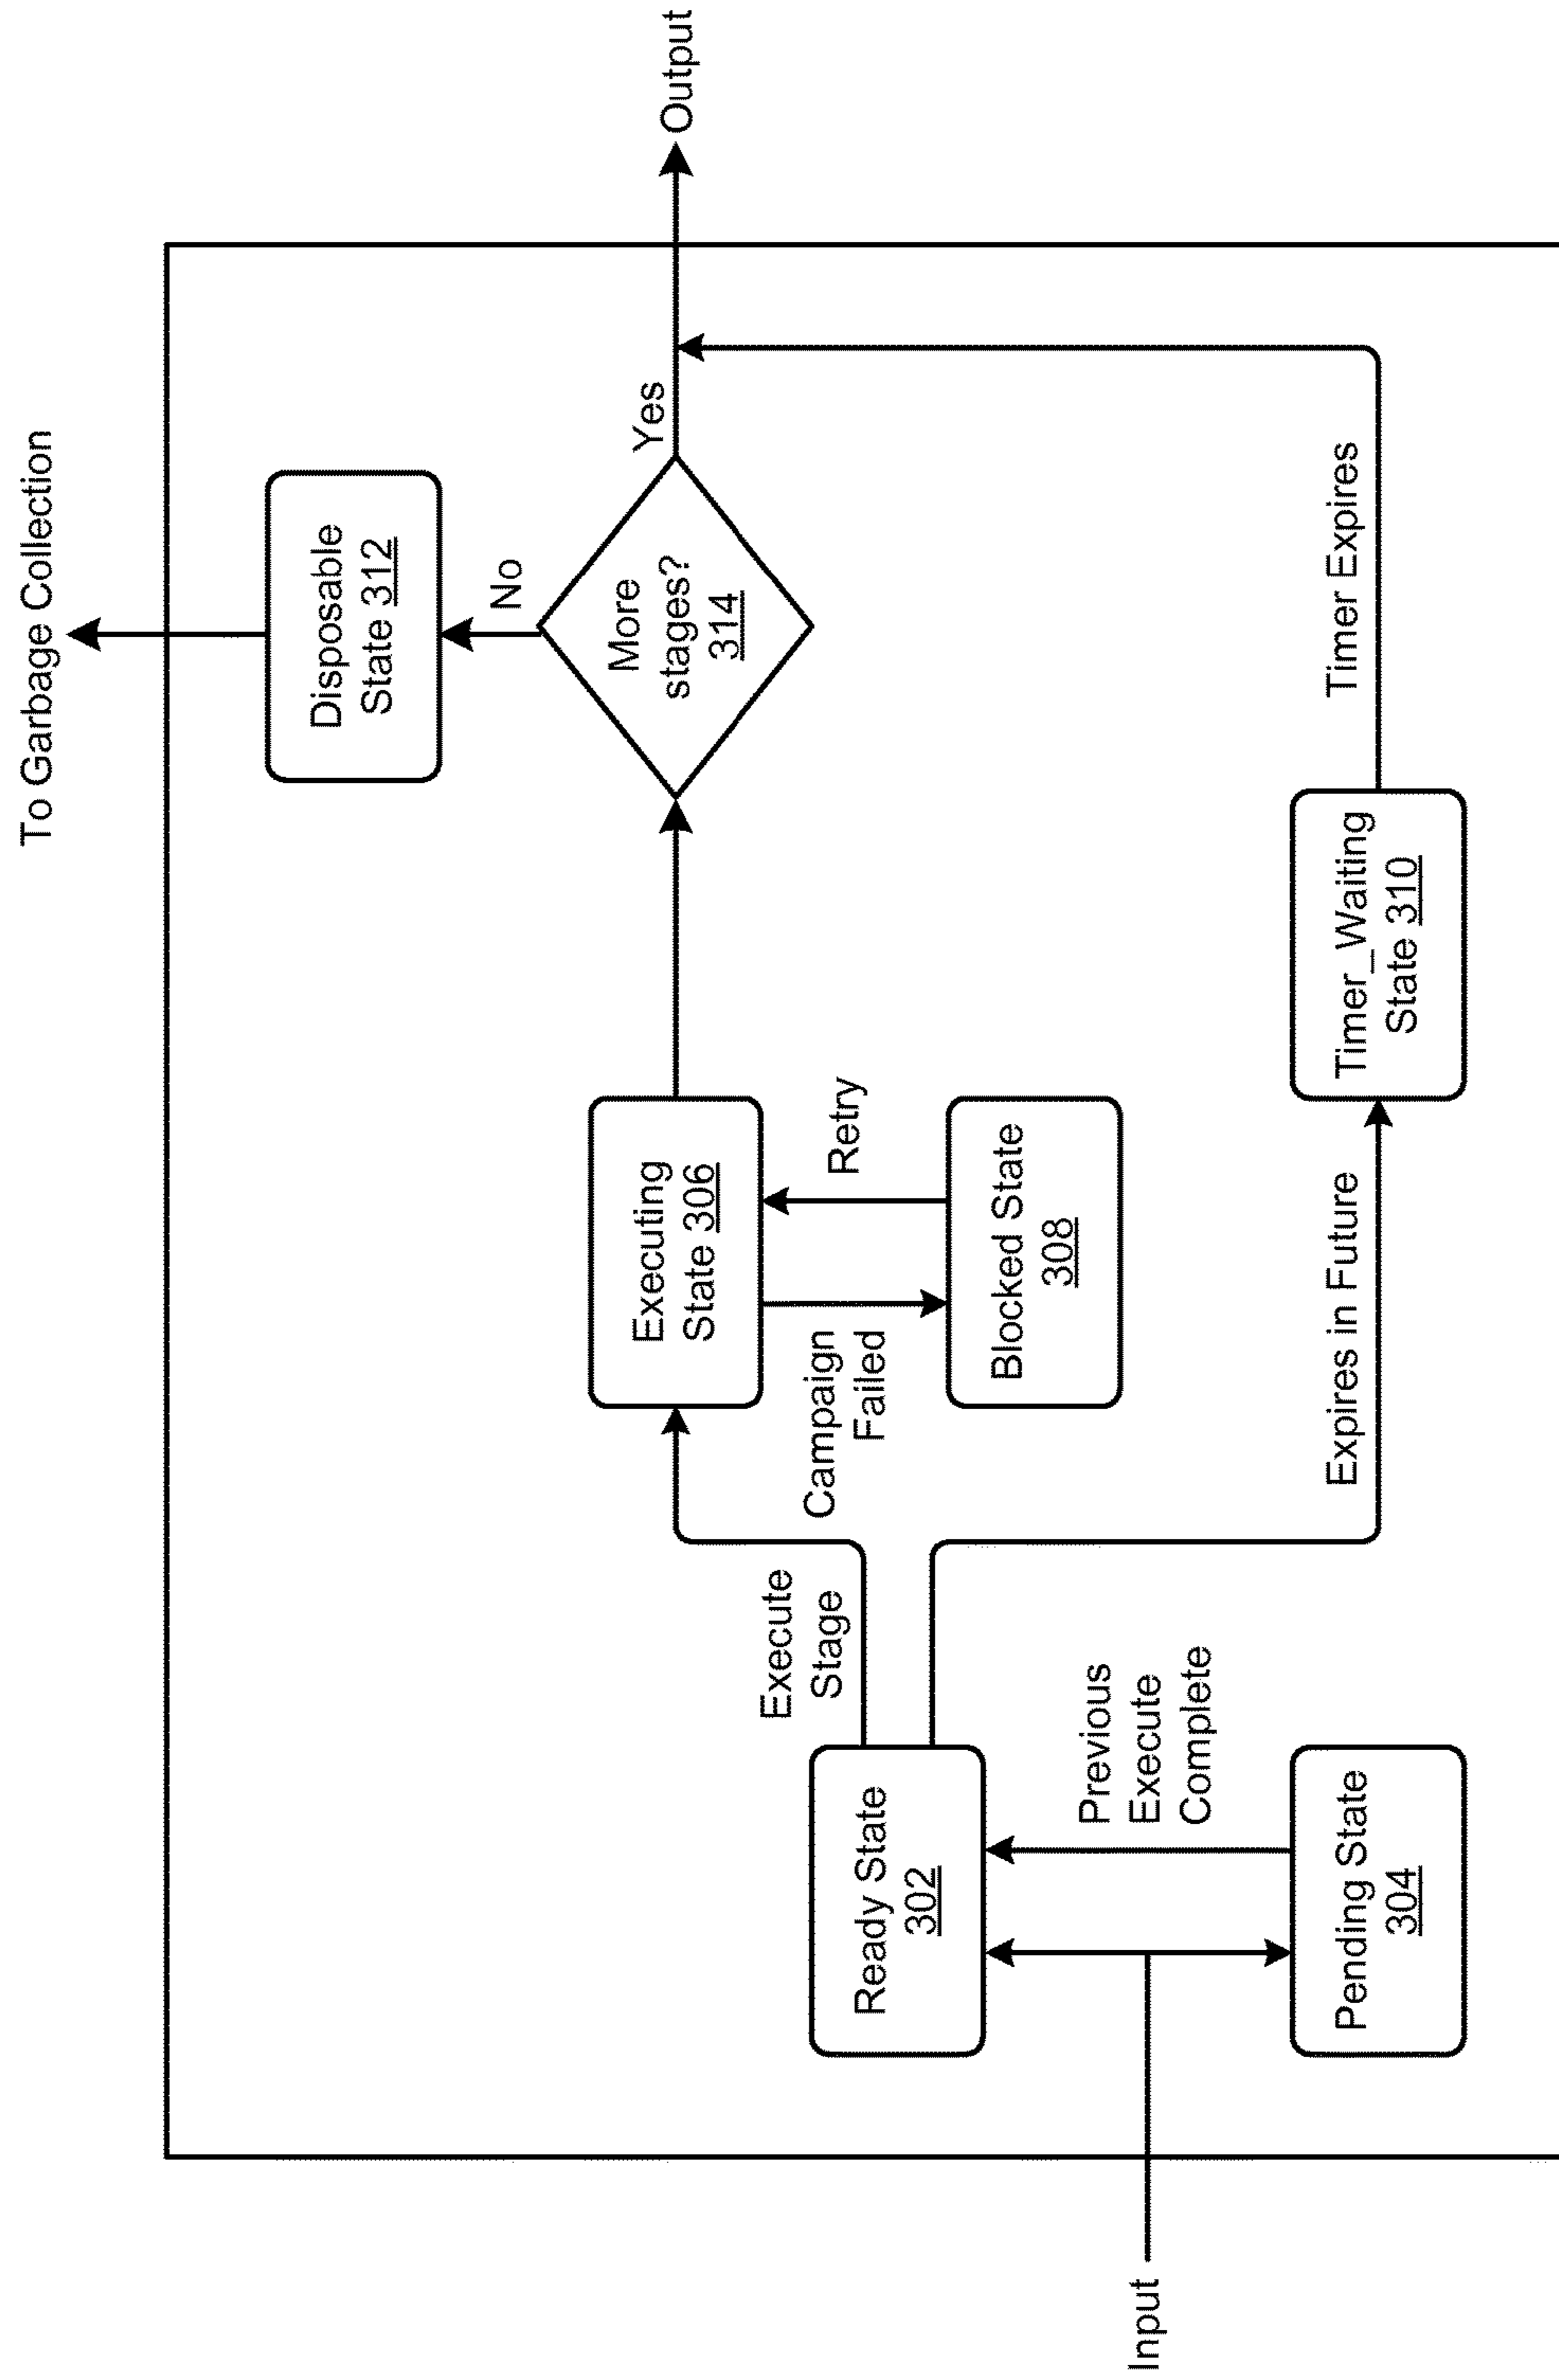 To Garbage Collection
Disposable
State 312
No
More
stages?
314
Yes
Output
Executing
State 306
Execute
Stage
Campaign
Failed
Retry
Blocked State
308
Ready State
302
Previous
Execute
Complete
Input
Pending State
304
Expires in Future
Timer_Waiting
State 310
Timer Expires